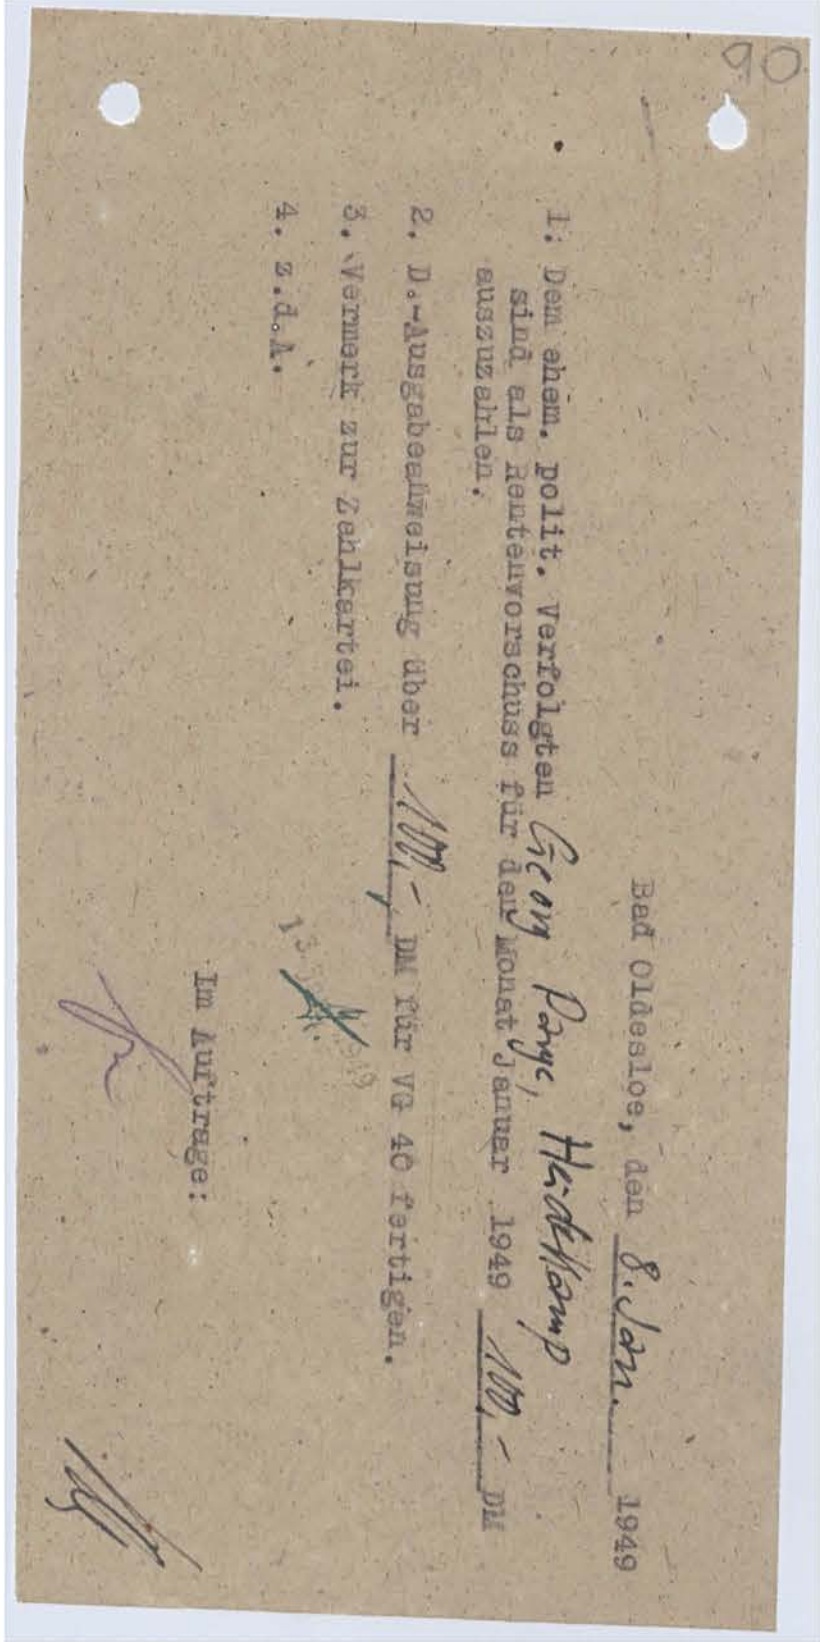 90
Bad Oldesloe, den 8. Jan. 1949
1. Dem ehem. polit. Verfolgten Georg Pange, Heidekamp
sind als Rentenvorschuss für den Monat Januar 1949 100,- DM
auszuzahlen.
2. D.-Ausgabeanweisung über 100,- DM für VG 40 fertigen.
3. Vermerk zur Zahlkartei.
4. z.d.A.
Im Auftrage: